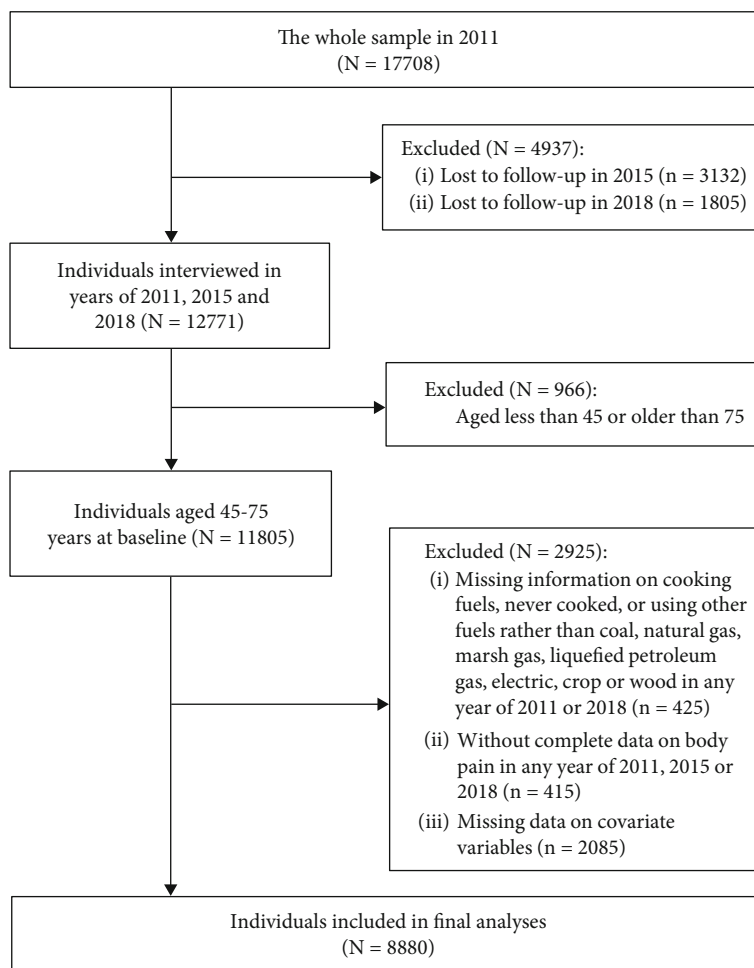 The whole sample in 2011
(N = 17708)
Excluded (N = 4937):
(i) Lost to follow-up in 2015 (n = 3132)
(ii) Lost to follow-up in 2018 (n = 1805)
Individuals interviewed in
years of 2011, 2015 and
2018 (N = 12771)
Excluded (N = 966):
Aged less than 45 or older than 75
Individuals aged 45-75
years at baseline (N = 11805)
Excluded (N = 2925):
(i) Missing information on cooking
fuels, never cooked, or using other
fuels rather than coal, natural gas,
marsh gas, liquefied petroleum
gas, electric, crop or wood in any
year of 2011 or 2018 (n = 425)
(ii) Without complete data on body
pain in any year of 2011, 2015 or
2018 (n = 415)
(iii) Missing data on covariate
variables (n = 2085)
Individuals included in final analyses
(N = 8880)